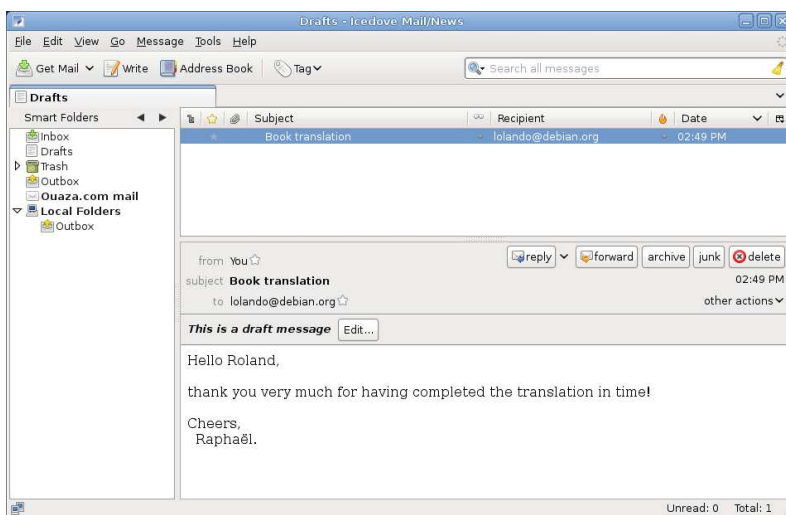 Drafts - Icedove Mail/News
File Edit View Go Message Tools Help
Get Mail Write Address Book Tag Search all messages
Drafts
Smart Folders Subject Recipient Date
Inbox Book translation lolando@debian.org 02:49 PM
Drafts
Trash
Outbox
Ouaza.com mail
Local Folders
Outbox
from You reply forward archive junk delete
subject Book translation 02:49 PM
to lolando@debian.org other actions
This is a draft message Edit...
Hello Roland,
thank you very much for having completed the translation in time!
Cheers,
Raphaël.
Unread: 0 Total: 1